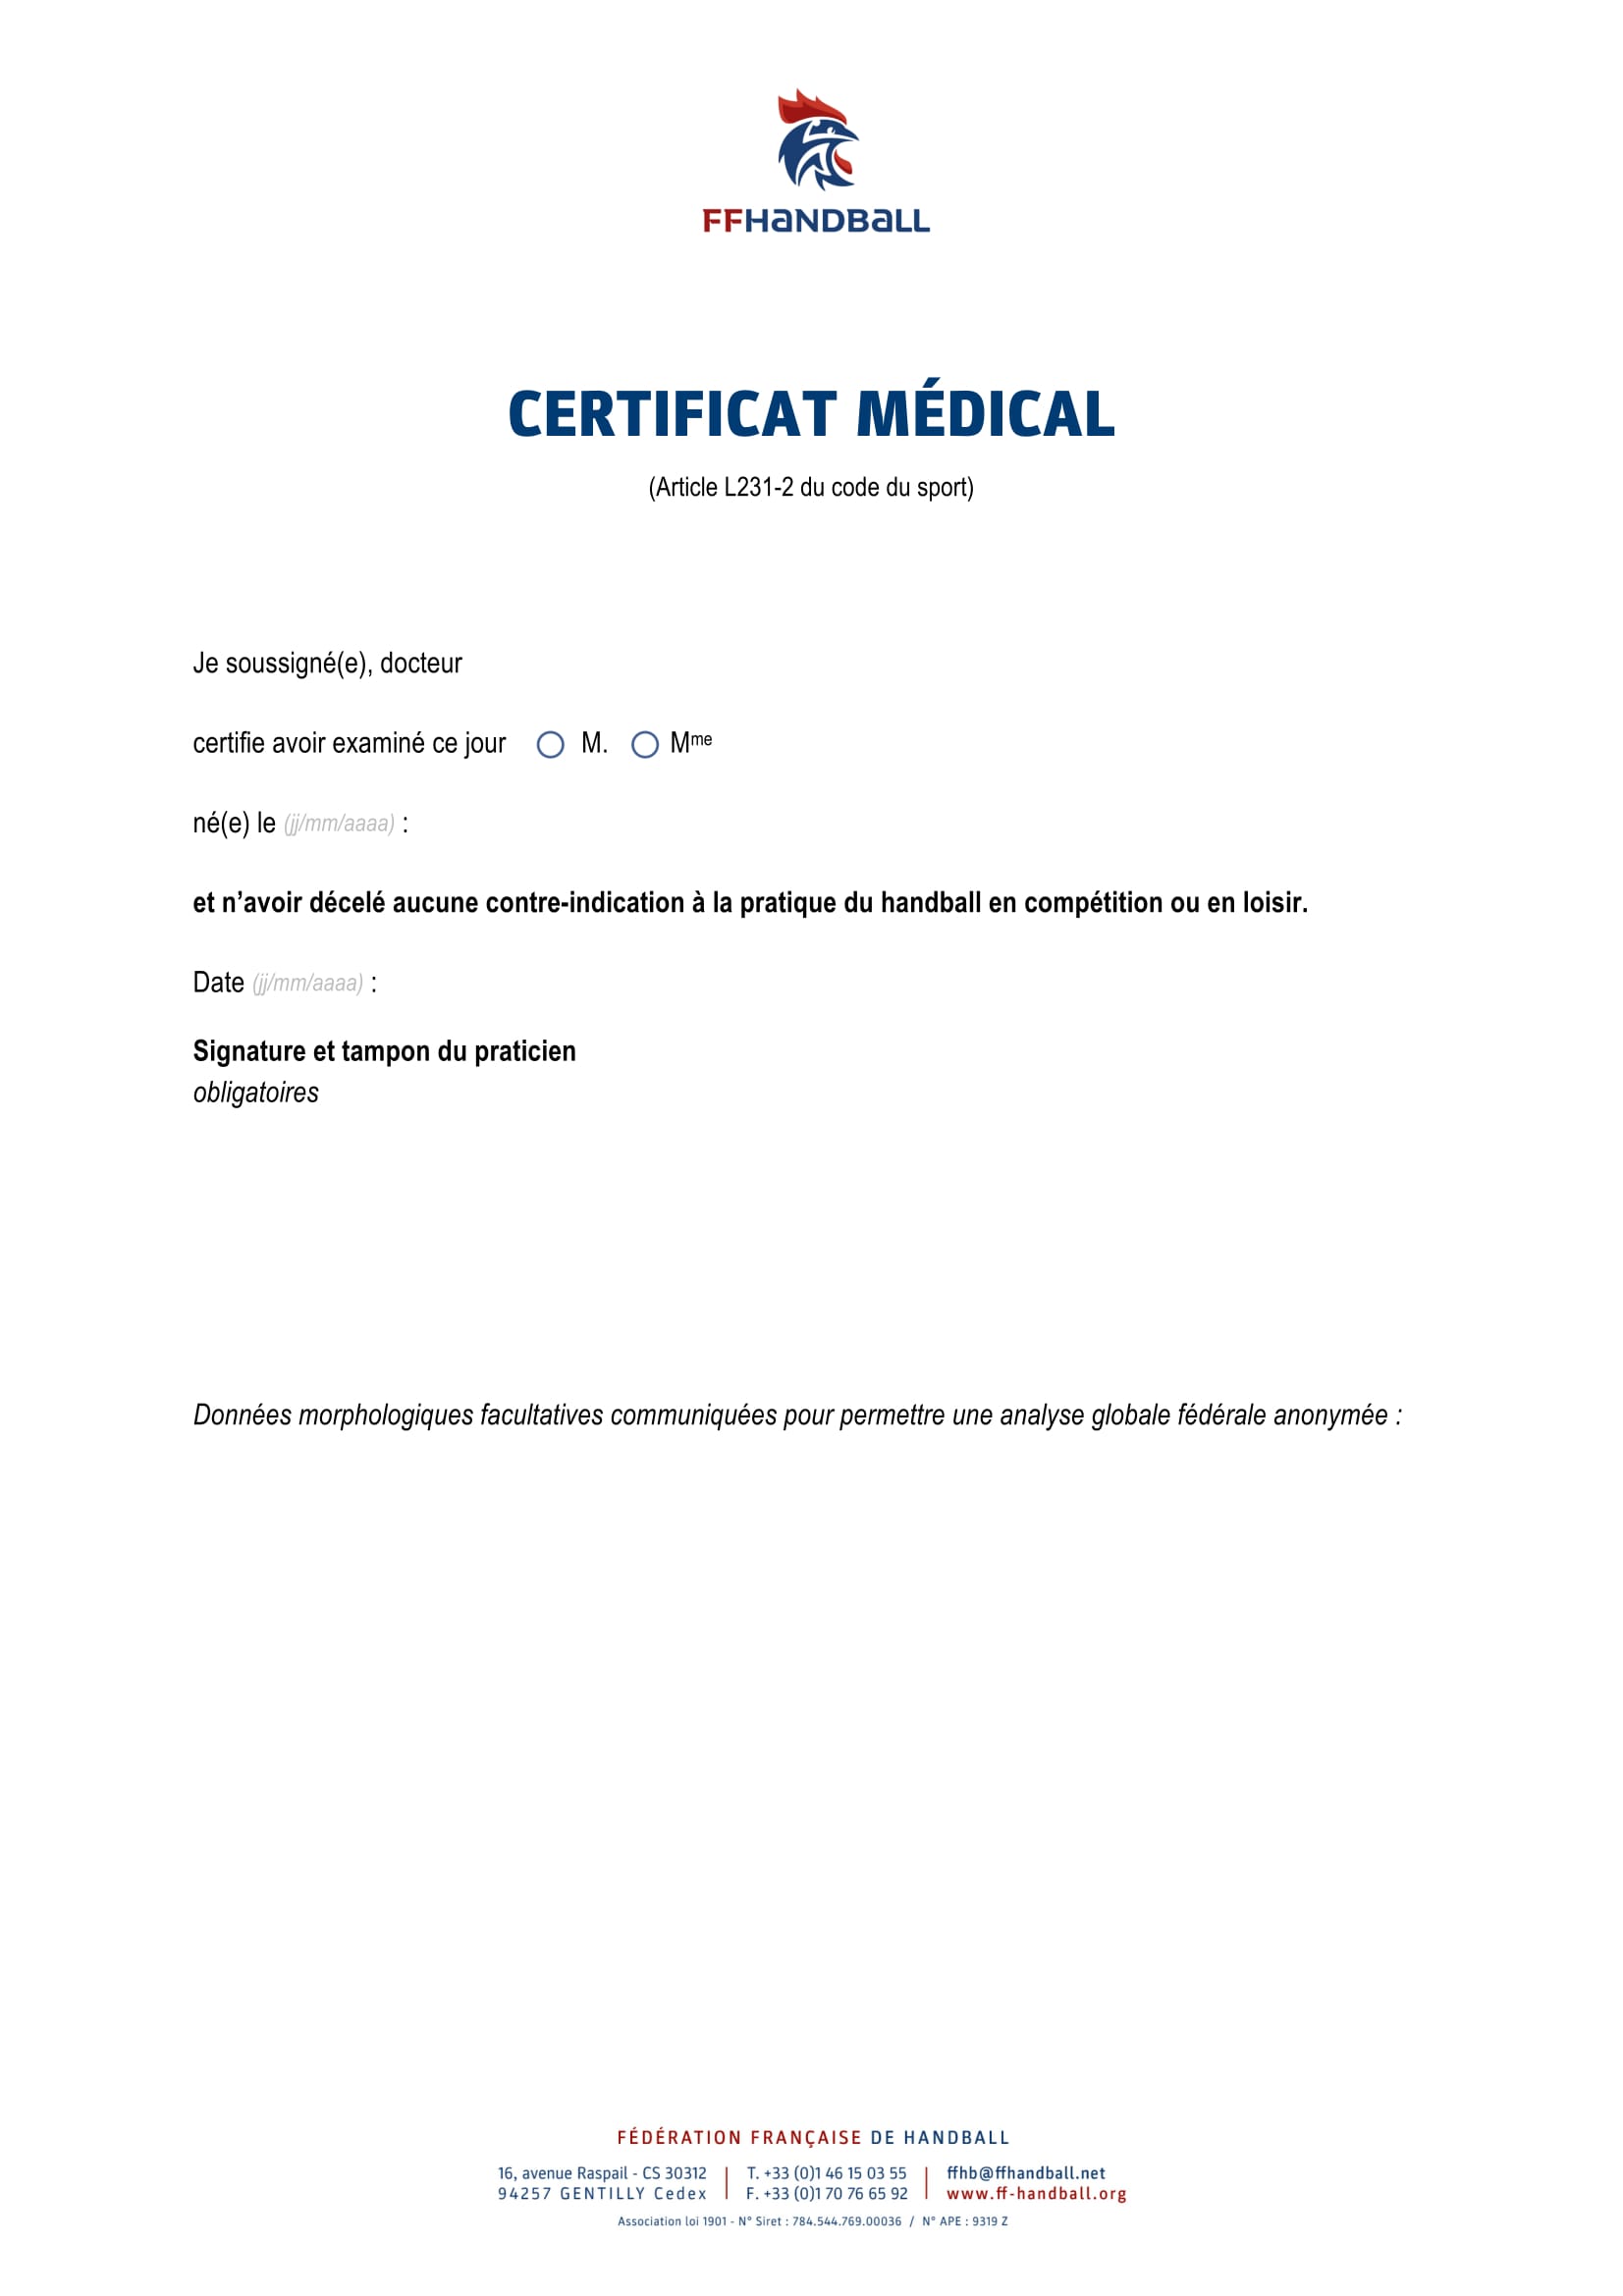 FFHANDBALL
CERTIFICAT MÉDICAL
(Article L231-2 du code du sport)
Je soussigné(e), docteur
certifie avoir examiné ce jour M. Mme
né(e) le (jj/mm/aaaa) :
et n’avoir décelé aucune contre-indication à la pratique du handball en compétition ou en loisir.
Date (jj/mm/aaaa) :
Signature et tampon du praticien
obligatoires
Données morphologiques facultatives communiquées pour permettre une analyse globale fédérale anonymée :
FÉDÉRATION FRANÇAISE DE HANDBALL
16, avenue Raspail - CS 30312 | T. +33 (0)1 46 15 03 55 | ffhb@ffhandball.net
94257 GENTILLY Cedex | F. +33 (0)1 70 76 65 92 | www.ff-handball.org
Association loi 1901 - N° Siret : 784.544.769.00036 / N° APE : 9319 Z